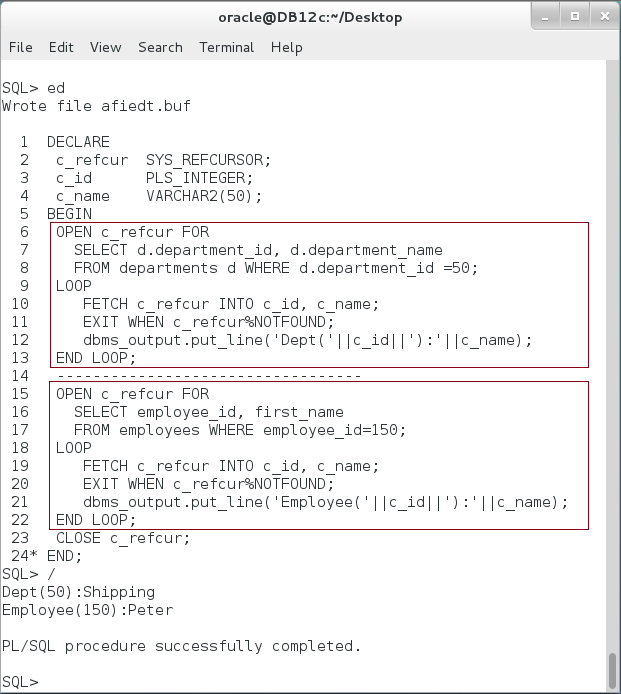 oracle@DB12c:~/Desktop
File Edit View Search Terminal Help
SQL> ed
Wrote file afiedt.buf
1 DECLARE
2 c_refcur SYS_REFCURSOR;
3 c_id PLS_INTEGER;
4 c_name VARCHAR2(50);
5 BEGIN
6 OPEN c_refcur FOR
7 SELECT d.department_id, d.department_name
8 FROM departments d WHERE d.department_id =50;
9 LOOP
10 FETCH c_refcur INTO c_id, c_name;
11 EXIT WHEN c_refcur%NOTFOUND;
12 dbms_output.put_line('Dept('||c_id||'):'||c_name);
13 END LOOP;
14 ----------------------------------
15 OPEN c_refcur FOR
16 SELECT employee_id, first_name
17 FROM employees WHERE employee_id=150;
18 LOOP
19 FETCH c_refcur INTO c_id, c_name;
20 EXIT WHEN c_refcur%NOTFOUND;
21 dbms_output.put_line('Employee('||c_id||'):'||c_name);
22 END LOOP;
23 CLOSE c_refcur;
24* END;
SQL> /
Dept(50):Shipping
Employee(150):Peter
PL/SQL procedure successfully completed.
SQL>